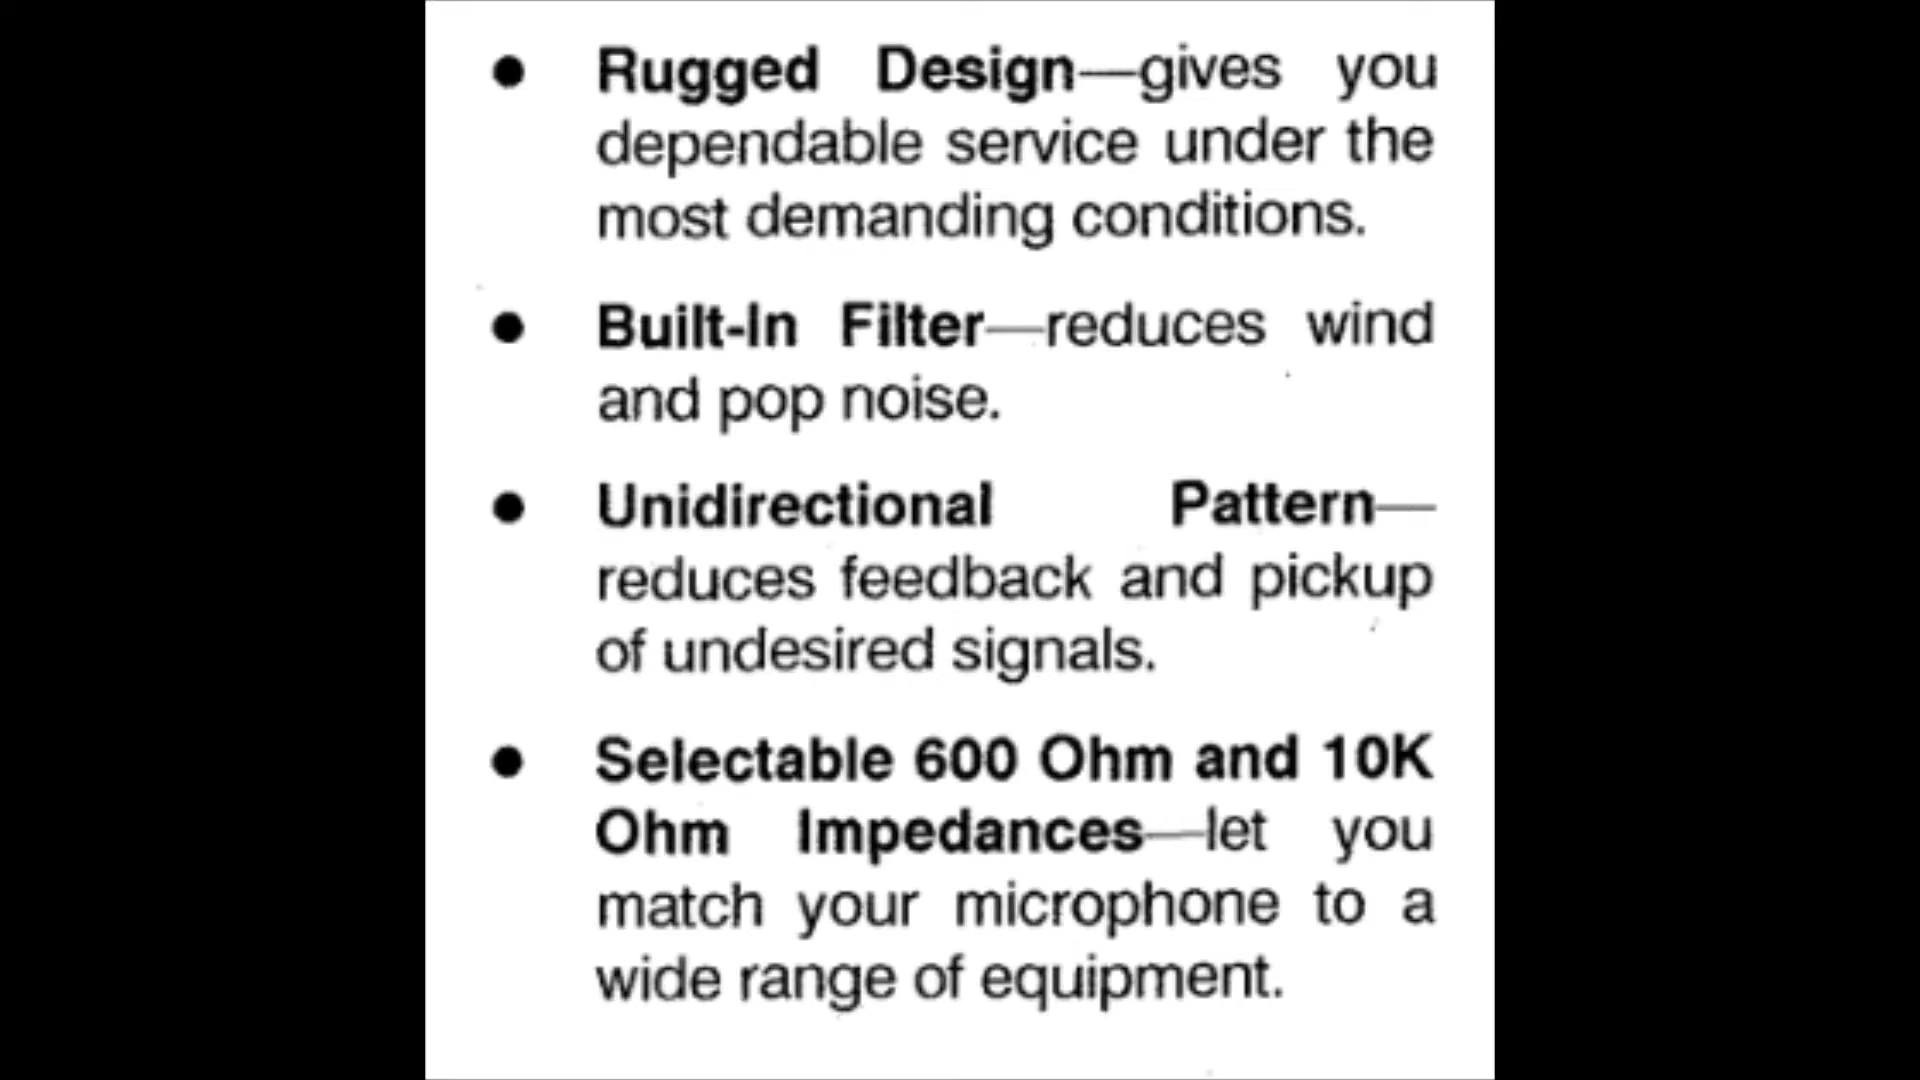 ● Rugged Design—gives you
dependable service under the
most demanding conditions.
● Built-In Filter—reduces wind
and pop noise.
● Unidirectional Pattern—
reduces feedback and pickup
of undesired signals.
● Selectable 600 Ohm and 10K
Ohm Impedances—let you
match your microphone to a
wide range of equipment.